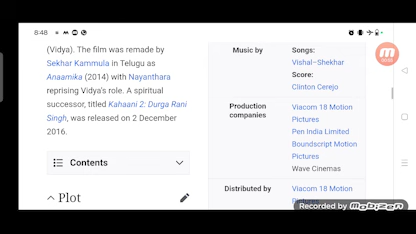 8:48
(Vidya). The film was remade by
Sekhar Kammula in Telugu as
Anaamika (2014) with Nayanthara
reprising Vidya's role. A spiritual
successor, titled Kahaani 2: Durga Rani
Singh, was released on 2 December
2016.
Contents
Plot
Music by
Songs:
Vishal–Shekhar
Score:
Clinton Cerejo
Production
companies
Viacom 18 Motion
Pictures
Pen India Limited
Boundscript Motion
Pictures
Wave Cinemas
Distributed by
Viacom 18 Motion
Recorded by Mobizen